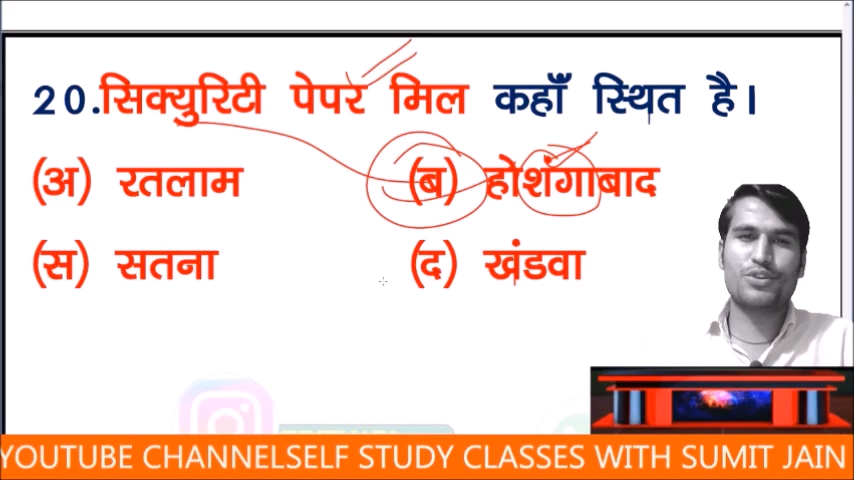 20.सिक्युरिटी पेपर मिल कहाँ स्थित है।
(अ) रतलाम (ब) होशंगाबाद
(स) सतना (द) खंडवा
YOUTUBE CHANNELSELF STUDY CLASSES WITH SUMIT JAIN